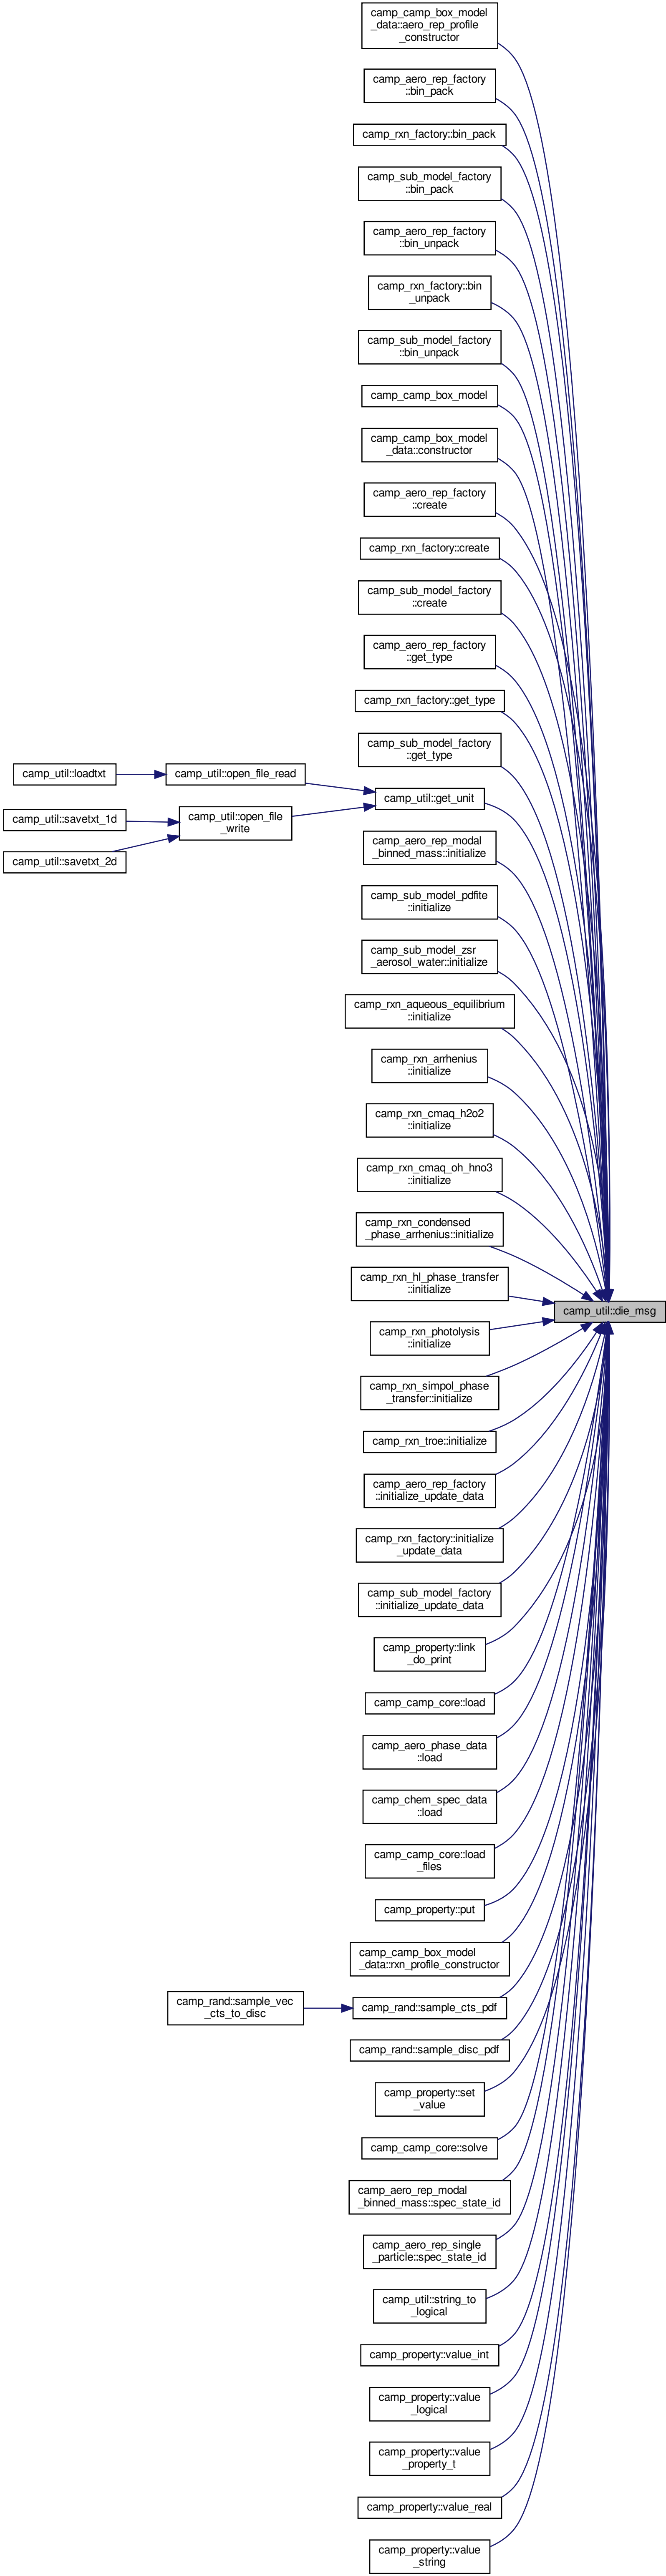 camp_camp_box_model
_data::aero_rep_profile
_constructor
camp_aero_rep_factory
::bin_pack
camp_rxn_factory::bin_pack
camp_sub_model_factory
::bin_pack
camp_aero_rep_factory
::bin_unpack
camp_rxn_factory::bin
_unpack
camp_sub_model_factory
::bin_unpack
camp_camp_box_model
camp_camp_box_model
_data::constructor
camp_aero_rep_factory
::create
camp_rxn_factory::create
camp_sub_model_factory
::create
camp_aero_rep_factory
::get_type
camp_rxn_factory::get_type
camp_sub_model_factory
::get_type
camp_util::loadtxt
camp_util::open_file_read
camp_util::get_unit
camp_util::savetxt_1d
camp_util::open_file
_write
camp_util::savetxt_2d
camp_aero_rep_modal
_binned_mass::initialize
camp_sub_model_pdfite
::initialize
camp_sub_model_zsr
_aerosol_water::initialize
camp_rxn_aqueous_equilibrium
::initialize
camp_rxn_arrhenius
::initialize
camp_rxn_cmaq_h2o2
::initialize
camp_rxn_cmaq_oh_hno3
::initialize
camp_rxn_condensed
_phase_arrhenius::initialize
camp_rxn_hl_phase_transfer
::initialize
camp_util::die_msg
camp_rxn_photolysis
::initialize
camp_rxn_simpol_phase
_transfer::initialize
camp_rxn_troe::initialize
camp_aero_rep_factory
::initialize_update_data
camp_rxn_factory::initialize
_update_data
camp_sub_model_factory
::initialize_update_data
camp_property::link
_do_print
camp_camp_core::load
camp_aero_phase_data
::load
camp_chem_spec_data
::load
camp_camp_core::load
_files
camp_property::put
camp_camp_box_model
_data::rxn_profile_constructor
camp_rand::sample_vec
_cts_to_disc
camp_rand::sample_cts_pdf
camp_rand::sample_disc_pdf
camp_property::set
_value
camp_camp_core::solve
camp_aero_rep_modal
_binned_mass::spec_state_id
camp_aero_rep_single
_particle::spec_state_id
camp_util::string_to
_logical
camp_property::value_int
camp_property::value
_logical
camp_property::value
_property_t
camp_property::value_real
camp_property::value
_string